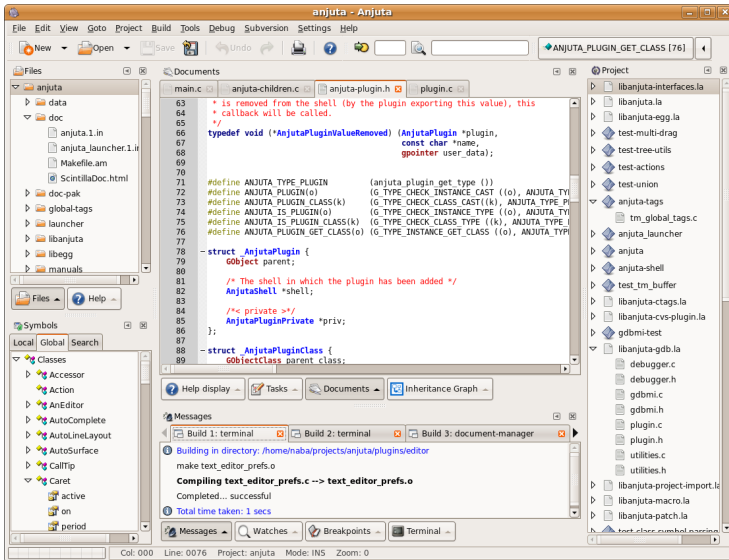 anjuta - Anjuta
File Edit View Goto Project Build Tools Debug Subversion Settings Help
New Open Save Undo ANJUTA_PLUGIN_GET_CLASS [76]
Files
anjuta
data
doc
anjuta.1.in
anjuta_launcher.1.in
Makefile.am
ScintillaDoc.html
doc-pak
global-tags
launcher
libanjuta
libegg
manuals
Files Help
Symbols
Local Global Search
Classes
Accessor
Action
AnEditor
AutoComplete
AutoLineLayout
AutoSurface
CallTip
Caret
active
on
period
Documents
main.c anjuta-children.c anjuta-plugin.h plugin.c
63 * is removed from the shell (by the plugin exporting this value), this
64 * callback will be called.
65 */
66 typedef void (*AnjutaPluginValueRemoved) (AnjutaPlugin *plugin,
67 const char *name,
68 gpointer user_data);
69
70
71 #define ANJUTA_TYPE_PLUGIN (anjuta_plugin_get_type ())
72 #define ANJUTA_PLUGIN(o) (G_TYPE_CHECK_INSTANCE_CAST ((o), ANJUTA_TYP
73 #define ANJUTA_PLUGIN_CLASS(k) (G_TYPE_CHECK_CLASS_CAST((k), ANJUTA_TYPE_P
74 #define ANJUTA_IS_PLUGIN(o) (G_TYPE_CHECK_INSTANCE_TYPE ((o), ANJUTA_TYP
75 #define ANJUTA_IS_PLUGIN_CLASS(k) (G_TYPE_CHECK_CLASS_TYPE ((k), ANJUTA_TY
76 #define ANJUTA_PLUGIN_GET_CLASS(o) (G_TYPE_INSTANCE_GET_CLASS ((o), ANJUTA_TYP
77
78 struct _AnjutaPlugin {
79 GObject parent;
80
81 /* The shell in which the plugin has been added */
82 AnjutaShell *shell;
83
84 /*< private >*/
85 AnjutaPluginPrivate *priv;
86 };
87
88 struct _AnjutaPluginClass {
89 GObjectClass parent_class;
Help display Tasks Documents Inheritance Graph
Messages
Build 1: terminal Build 2: terminal Build 3: document-manager
Building in directory: /home/naba/projects/anjuta/plugins/editor
make text_editor_prefs.o
Compiling text_editor_prefs.c --> text_editor_prefs.o
Completed... successful
Total time taken: 1 secs
Messages Watches Breakpoints Terminal
Project
libanjuta-interfaces.la
libanjuta.la
libanjuta-egg.la
test-multi-drag
test-tree-utils
test-actions
test-union
anjuta-tags
tm_global_tags.c
anjuta_launcher
anjuta
anjuta-shell
test_tm_buffer
libanjuta-ctags.la
libanjuta-cvs-plugin.la
gdbmi-test
libanjuta-gdb.la
debugger.c
debugger.h
gdbmi.c
gdbmi.h
plugin.c
plugin.h
utilities.c
utilities.h
libanjuta-project-import.la
libanjuta-macro.la
libanjuta-patch.la
Col: 000 Line: 0076 Project: anjuta Mode: INS Zoom: 0